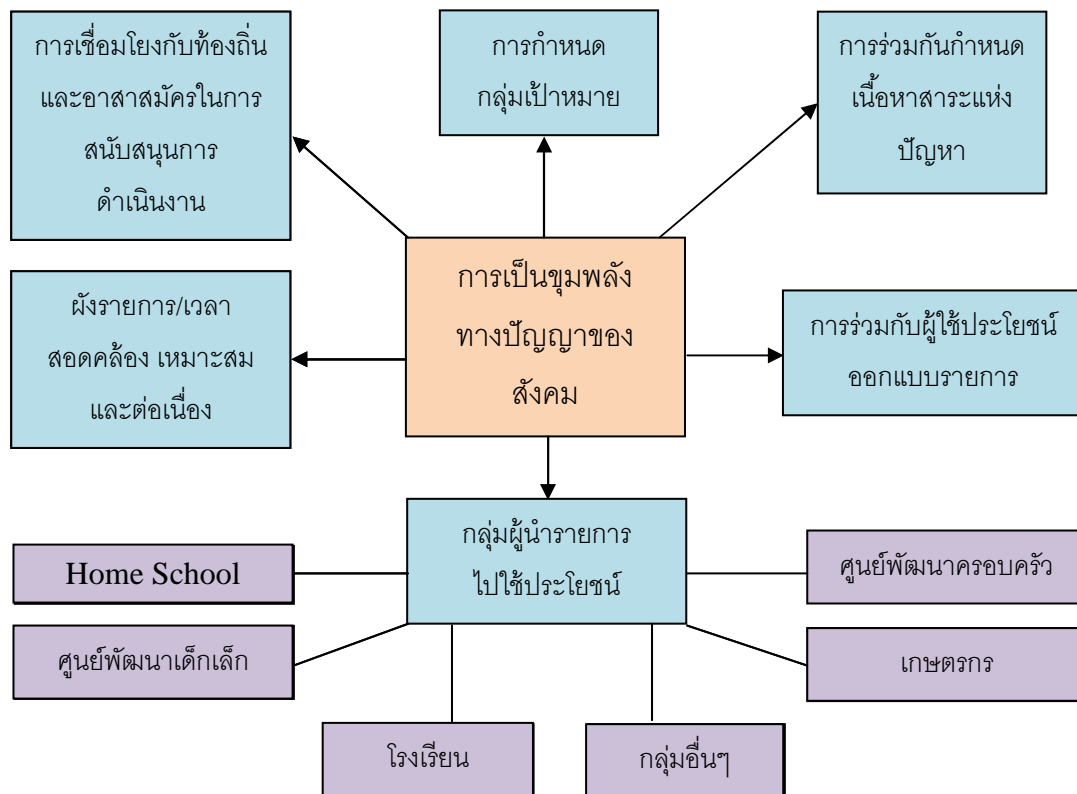 การเชื่อมโยงกับท้องถิ่น
และอาสาสมัครในการ
สนับสนุนการ
ดำเนินงาน
การกำหนด
กลุ่มเป้าหมาย
การร่วมกันกำหนด
เนื้อหาสาระแห่ง
ปัญหา
การเป็นขุมพลัง
ทางปัญญาของ
สังคม
ผังรายการ/เวลา
สอดคล้อง เหมาะสม
และต่อเนื่อง
การร่วมกับผู้ใช้ประโยชน์
ออกแบบรายการ
กลุ่มผู้นำรายการ
ไปใช้ประโยชน์
Home School
ศูนย์พัฒนาครอบครัว
ศูนย์พัฒนาเด็กเล็ก
เกษตรกร
โรงเรียน
กลุ่มอื่นๆ